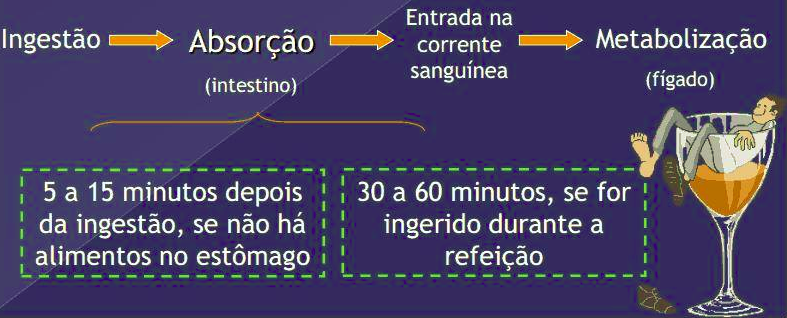 Ingestão
Absorção
(intestino)
Entrada na
corrente
sanguínea
Metabolização
(fígado)
5 a 15 minutos depois
da ingestão, se não há
alimentos no estômago
30 a 60 minutos, se for
ingerido durante a
refeição